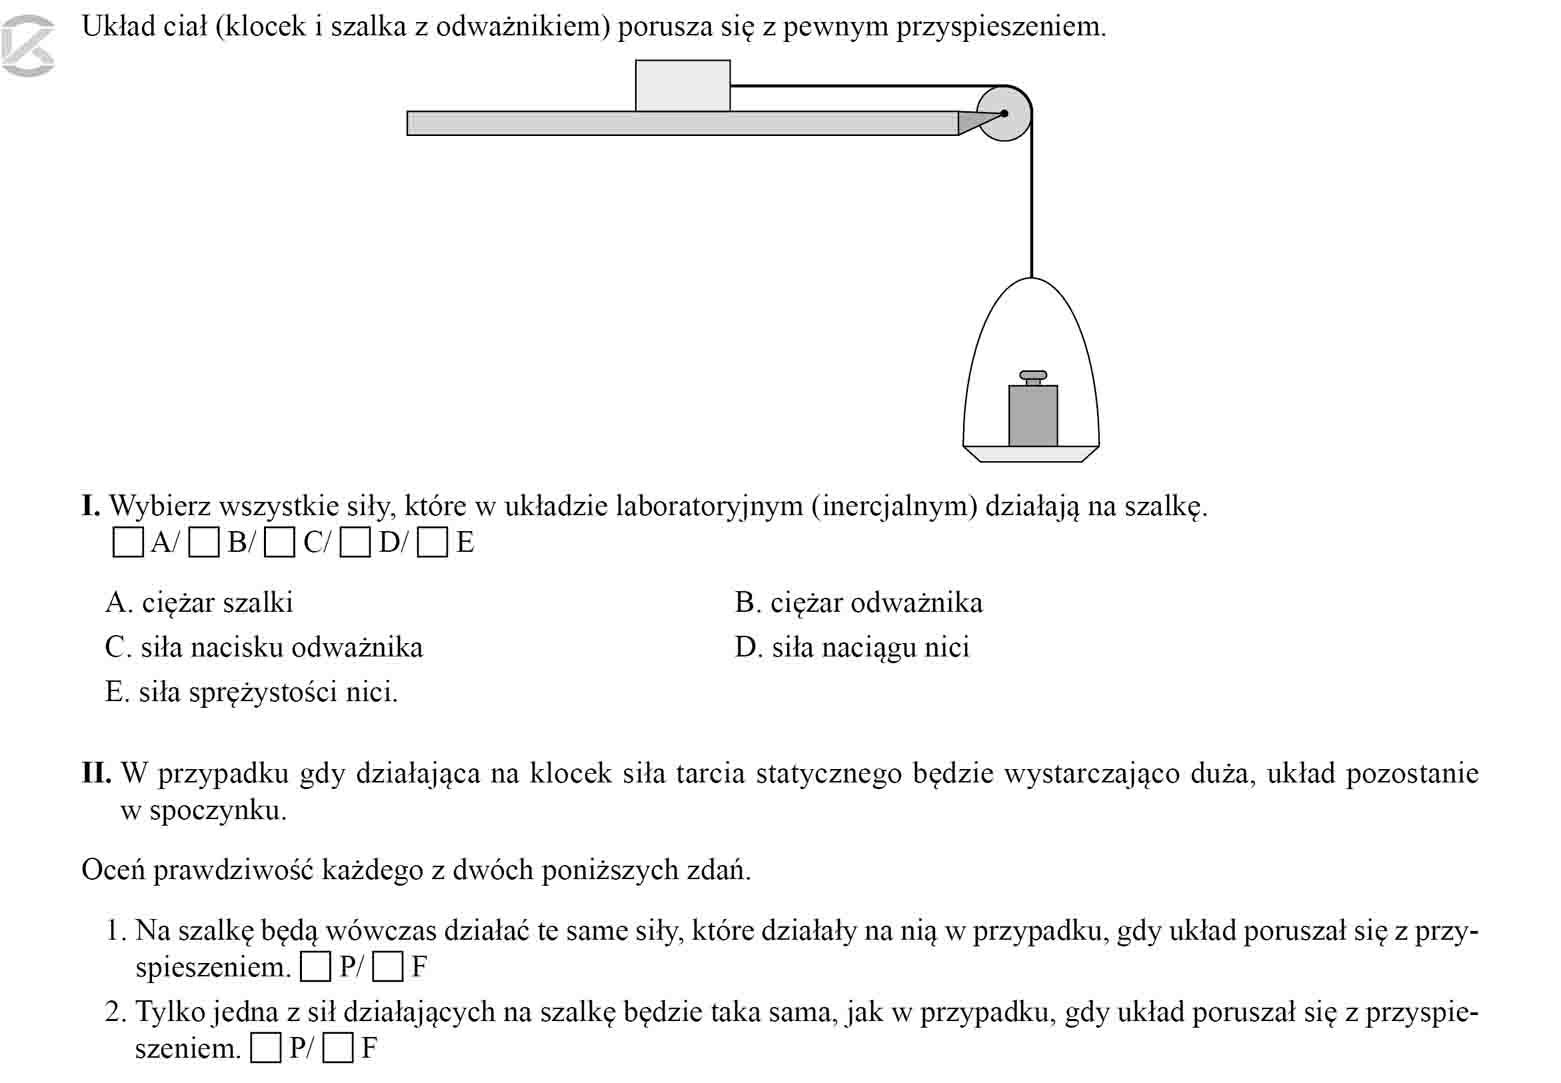 Układ ciał (klocek i szalka z odważnikiem) porusza się z pewnym przyspieszeniem.
I. Wybierz wszystkie siły, które w układzie laboratoryjnym (inercjalnym) działają na szalkę.
□ A/ □ B/ □ C/ □ D/ □ E
A. ciężar szalki
B. ciężar odważnika
C. siła nacisku odważnika
D. siła naciągu nici
E. siła sprężystości nici.
II. W przypadku gdy działająca na klocek siła tarcia statycznego będzie wystarczająco duża, układ pozostanie
w spoczynku.
Oceń prawdziwość każdego z dwóch poniższych zdań.
1. Na szalkę będą wówczas działać te same siły, które działały na nią w przypadku, gdy układ poruszał się z przy-
spieszeniem. □ P/ □ F
2. Tylko jedna z sił działających na szalkę będzie taka sama, jak w przypadku, gdy układ poruszał się z przyspie-
szeniem. □ P/ □ F